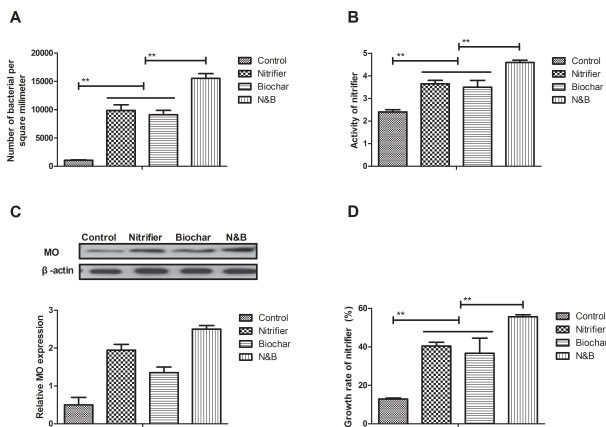 A
Number of bacterial per
square milimeter
20000
15000
10000
5000
0
**
**
Control
Nitrifier
Biochar
N&B
B
Activity of nitrifier
5
4
3
2
1
0
**
**
Control
Nitrifier
Biochar
N&B
C
Control Nitrifier Biochar N&B
MO
β -actin
Relative MO expression
3
2
1
0
Control
Nitrifier
Biochar
N&B
D
Growth rate of nitrifier (%)
60
40
20
0
**
**
Control
Nitrifier
Biochar
N&B